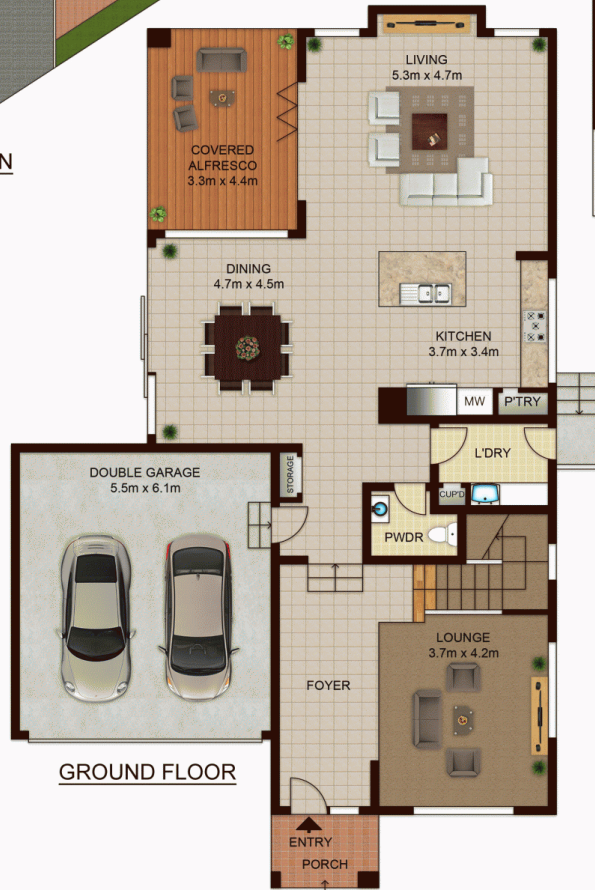 N
LIVING
5.3m x 4.7m
COVERED
ALFRESCO
3.3m x 4.4m
DINING
4.7m x 4.5m
KITCHEN
3.7m x 3.4m
MW
P'TRY
L'DRY
STORAGE
CUP'D
DOUBLE GARAGE
5.5m x 6.1m
PWDR
LOUNGE
3.7m x 4.2m
FOYER
GROUND FLOOR
ENTRY
PORCH